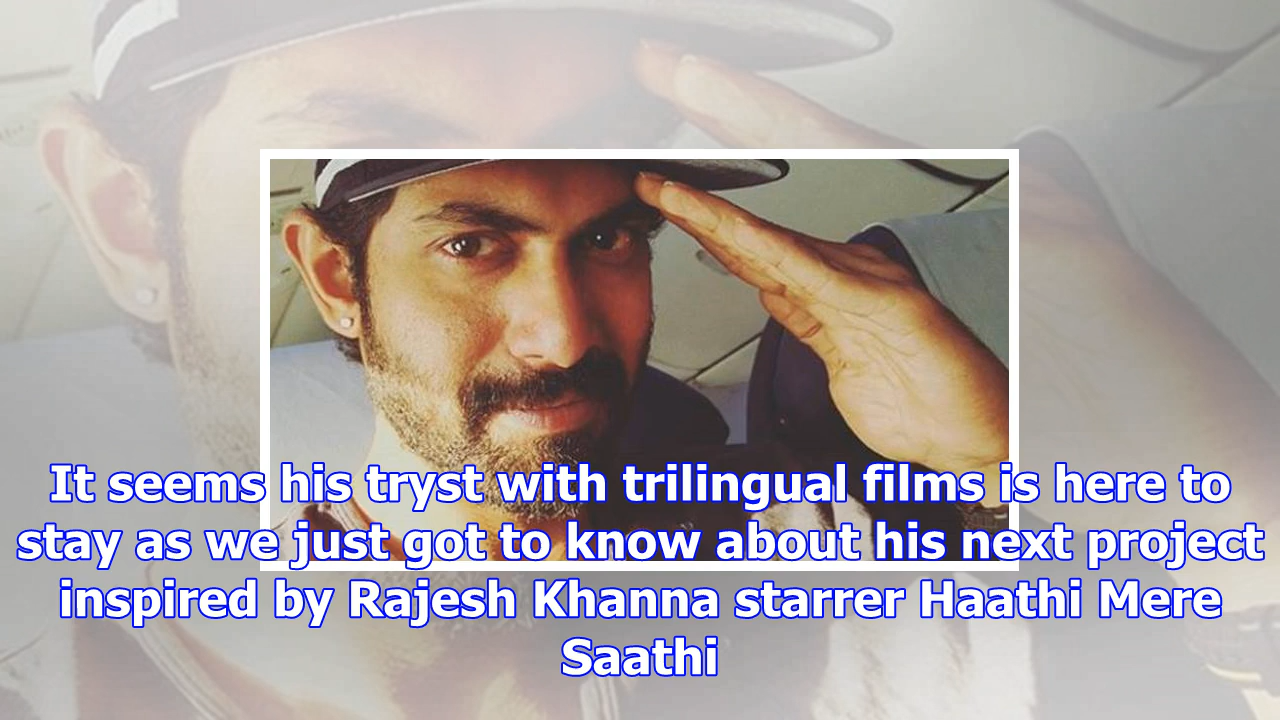 It seems his tryst with trilingual films is here to
stay as we just got to know about his next project
inspired by Rajesh Khanna starrer Haathi Mere
Saathi